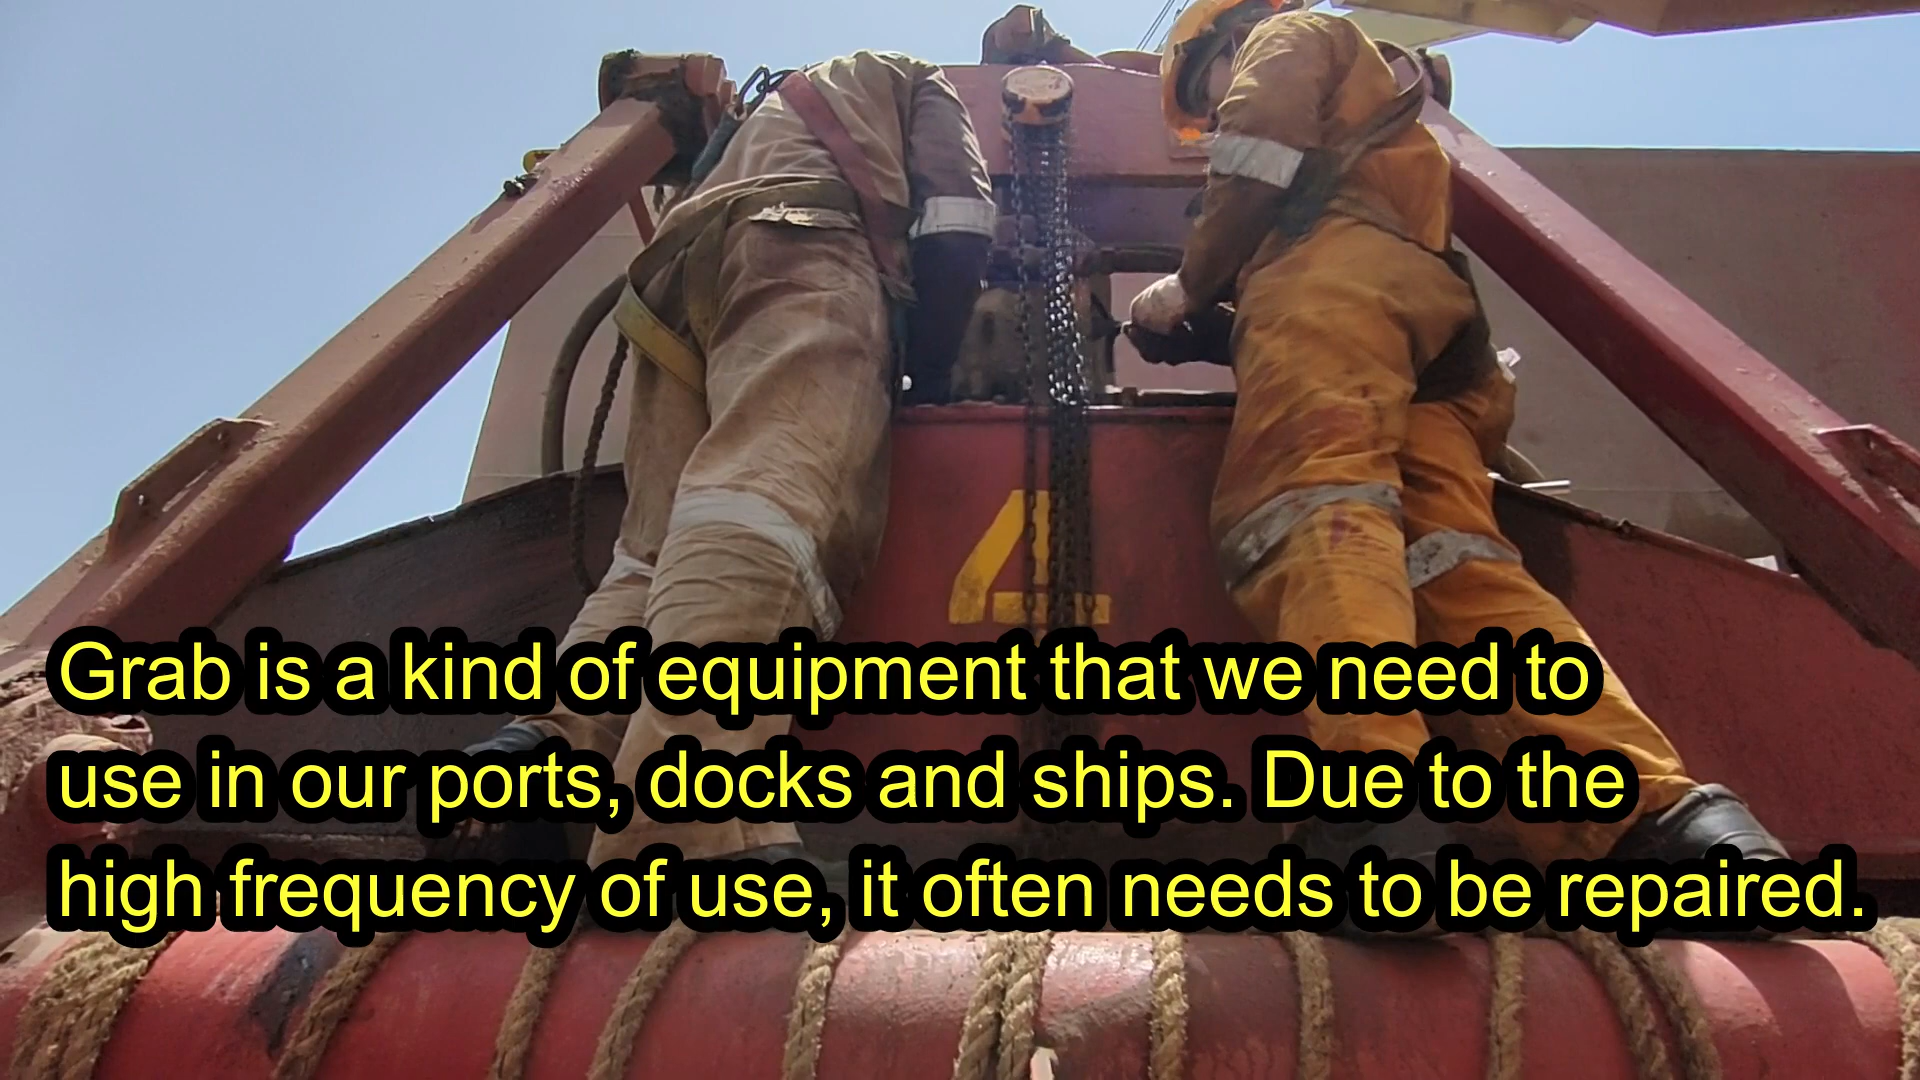 4
Grab is a kind of equipment that we need to
use in our ports, docks and ships. Due to the
high frequency of use, it often needs to be repaired.